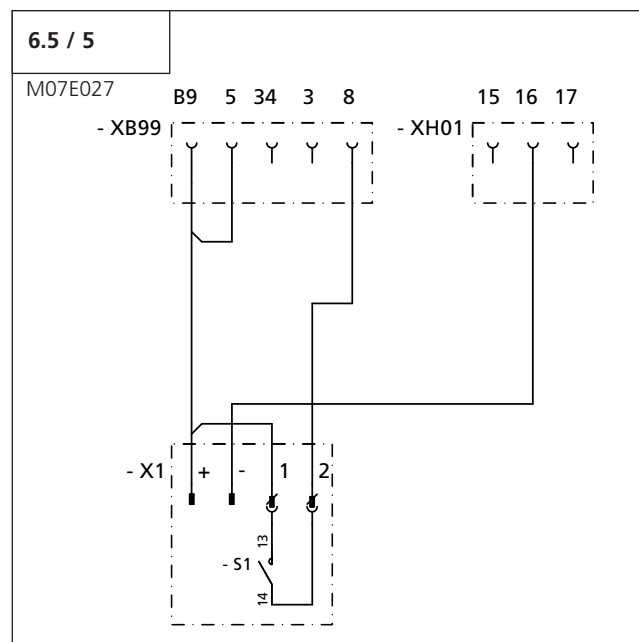 6.5 / 5
M07E027
B9 5 34 3 8
15 16 17
- XB99
- XH01
- X1 + - 1 2
13
- S1
14